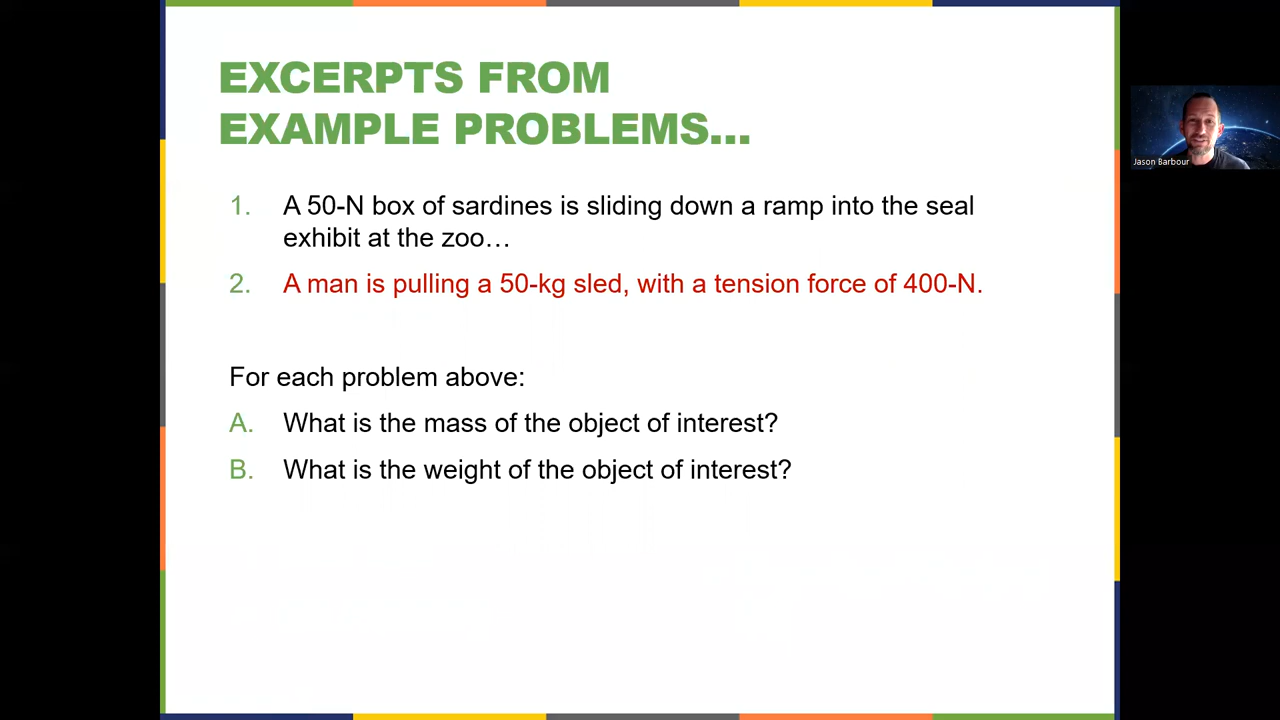 EXCERPTS FROM
EXAMPLE PROBLEMS...
1. A 50-N box of sardines is sliding down a ramp into the seal
exhibit at the zoo…
2. A man is pulling a 50-kg sled, with a tension force of 400-N.
For each problem above:
A. What is the mass of the object of interest?
B. What is the weight of the object of interest?
Jason Barbour